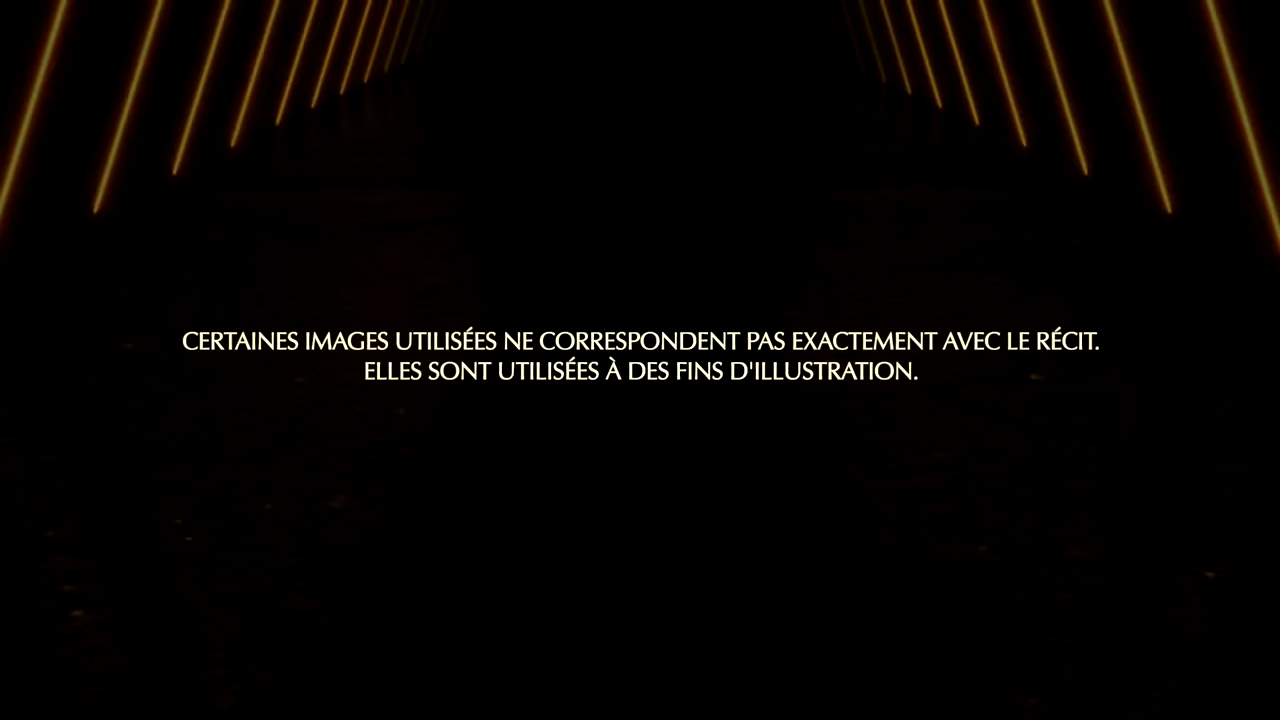 CERTAINES IMAGES UTILISÉES NE CORRESPONDENT PAS EXACTEMENT AVEC LE RÉCIT.
ELLES SONT UTILISÉES À DES FINS D'ILLUSTRATION.